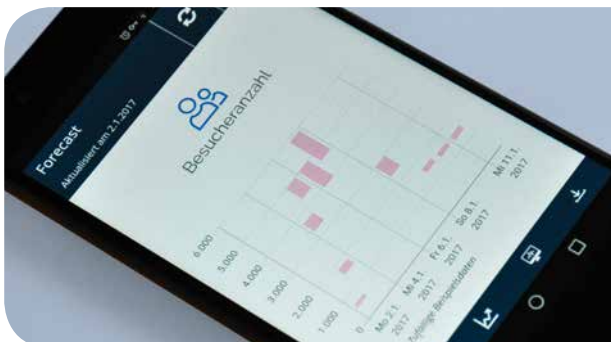 Forecast
Aktualisiert am 2.1.2017
Besucheranzahl
6.000
5.000
4.000
3.000
2.000
1.000
0
Mo 2.1.
2017
Mi 4.1.
2017
Fr 6.1.
2017
So 8.1.
2017
Mi 11.1.
2017
Zufällige Beispielsdaten